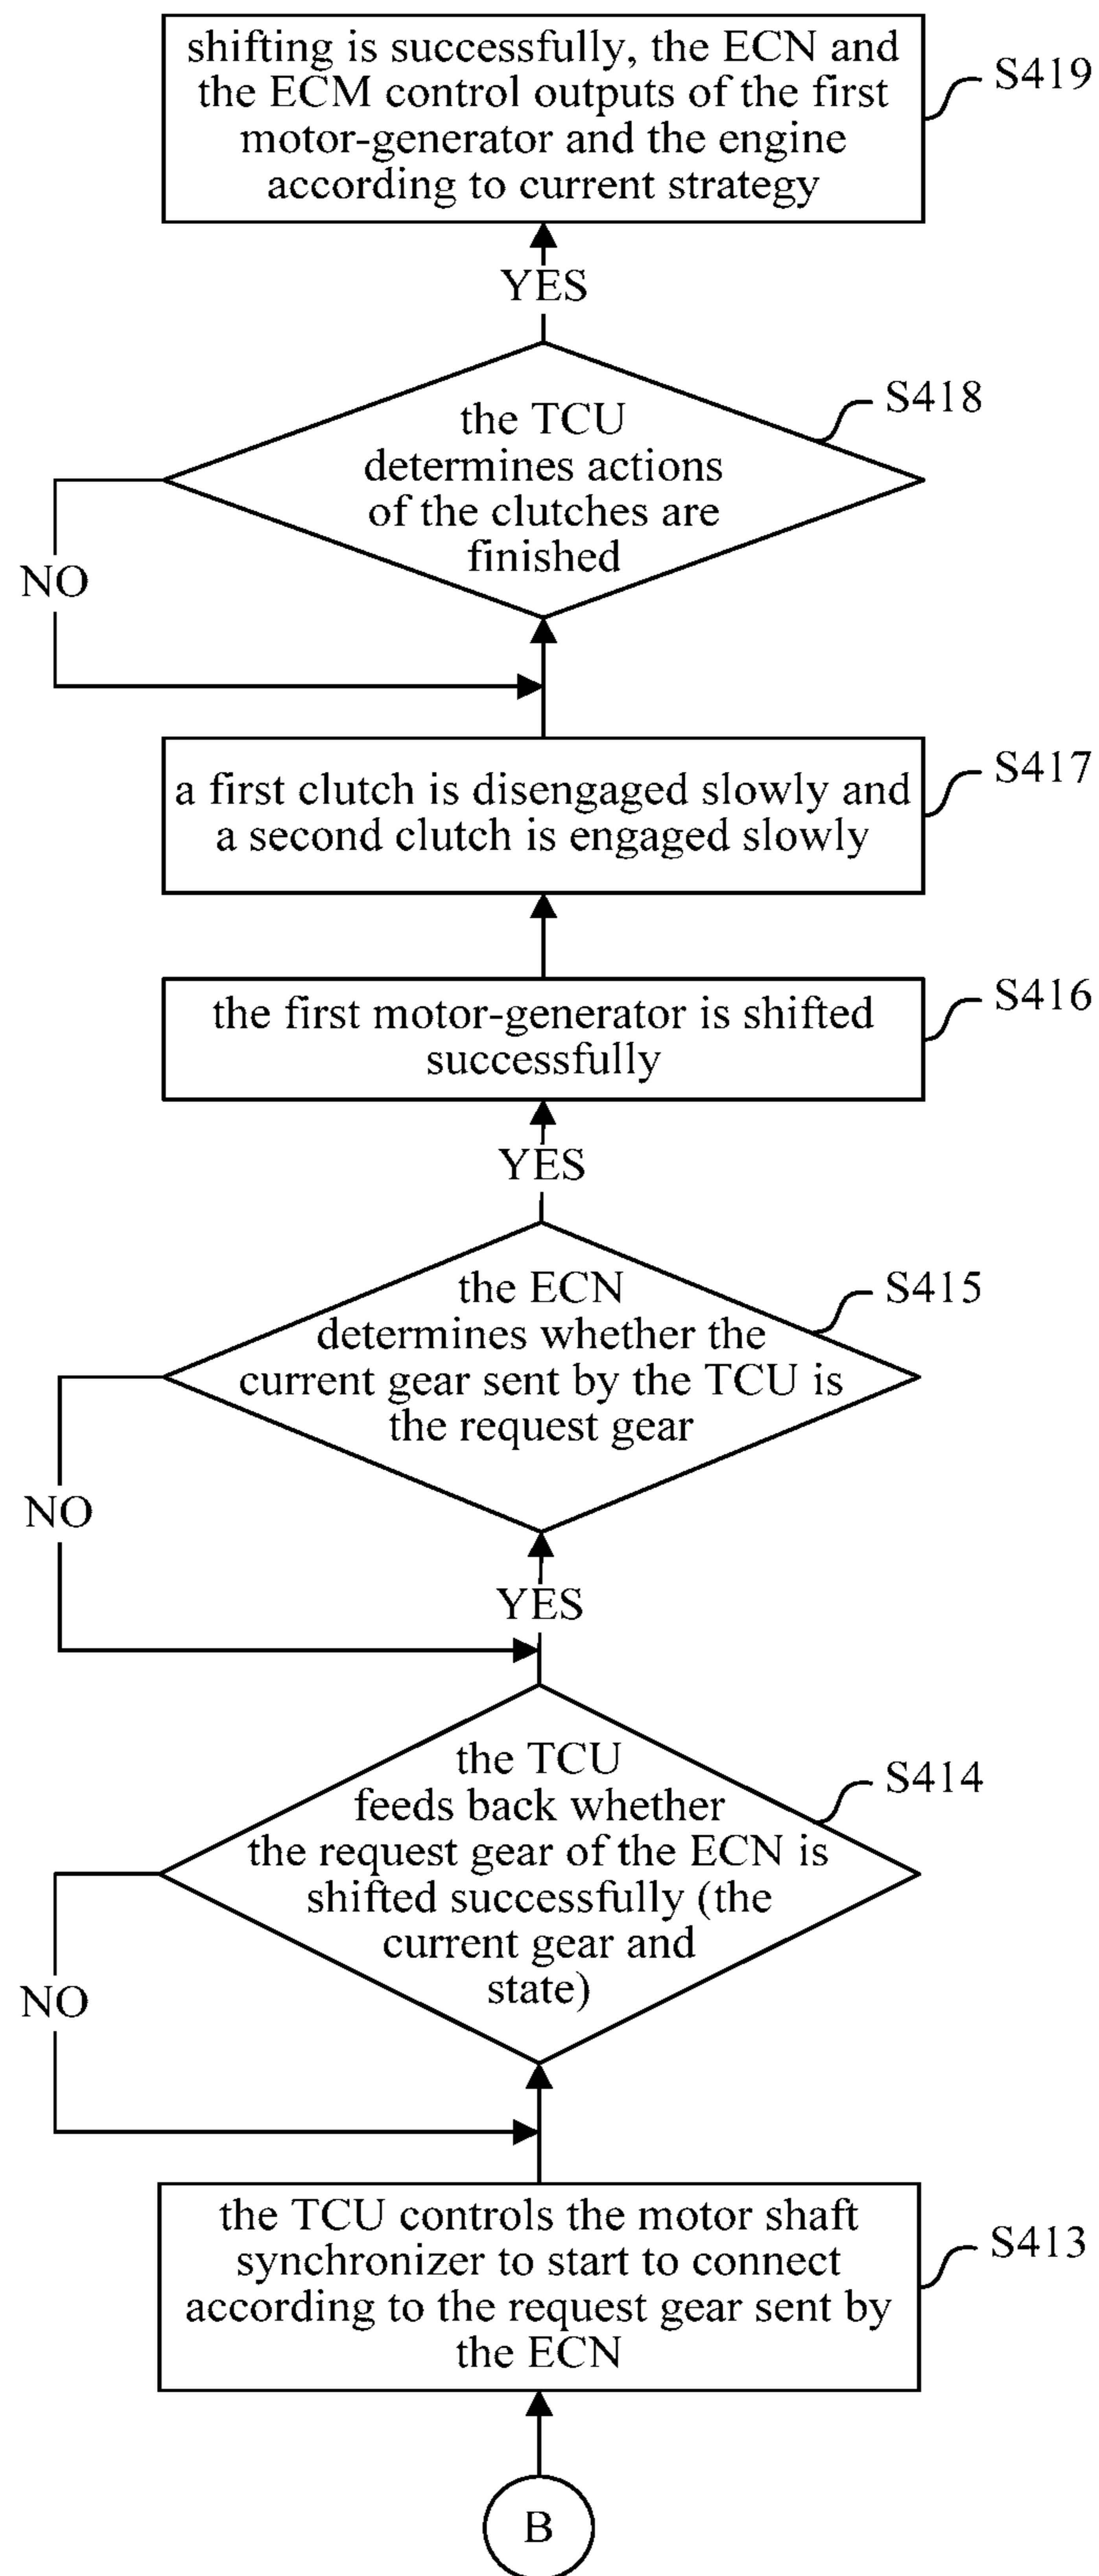 shifting is successfully, the ECN and
the ECM control outputs of the first
motor-generator and the engine
according to current strategy
S419
YES
the TCU
determines actions
of the clutches are
finished
S418
NO
a first clutch is disengaged slowly and
a second clutch is engaged slowly
S417
the first motor-generator is shifted
successfully
S416
YES
the ECN
determines whether the
current gear sent by the TCU is
the request gear
S415
NO
YES
the TCU
feeds back whether
the request gear of the ECN is
shifted successfully (the
current gear and
state)
S414
NO
the TCU controls the motor shaft
synchronizer to start to connect
according to the request gear sent by
the ECN
S413
B